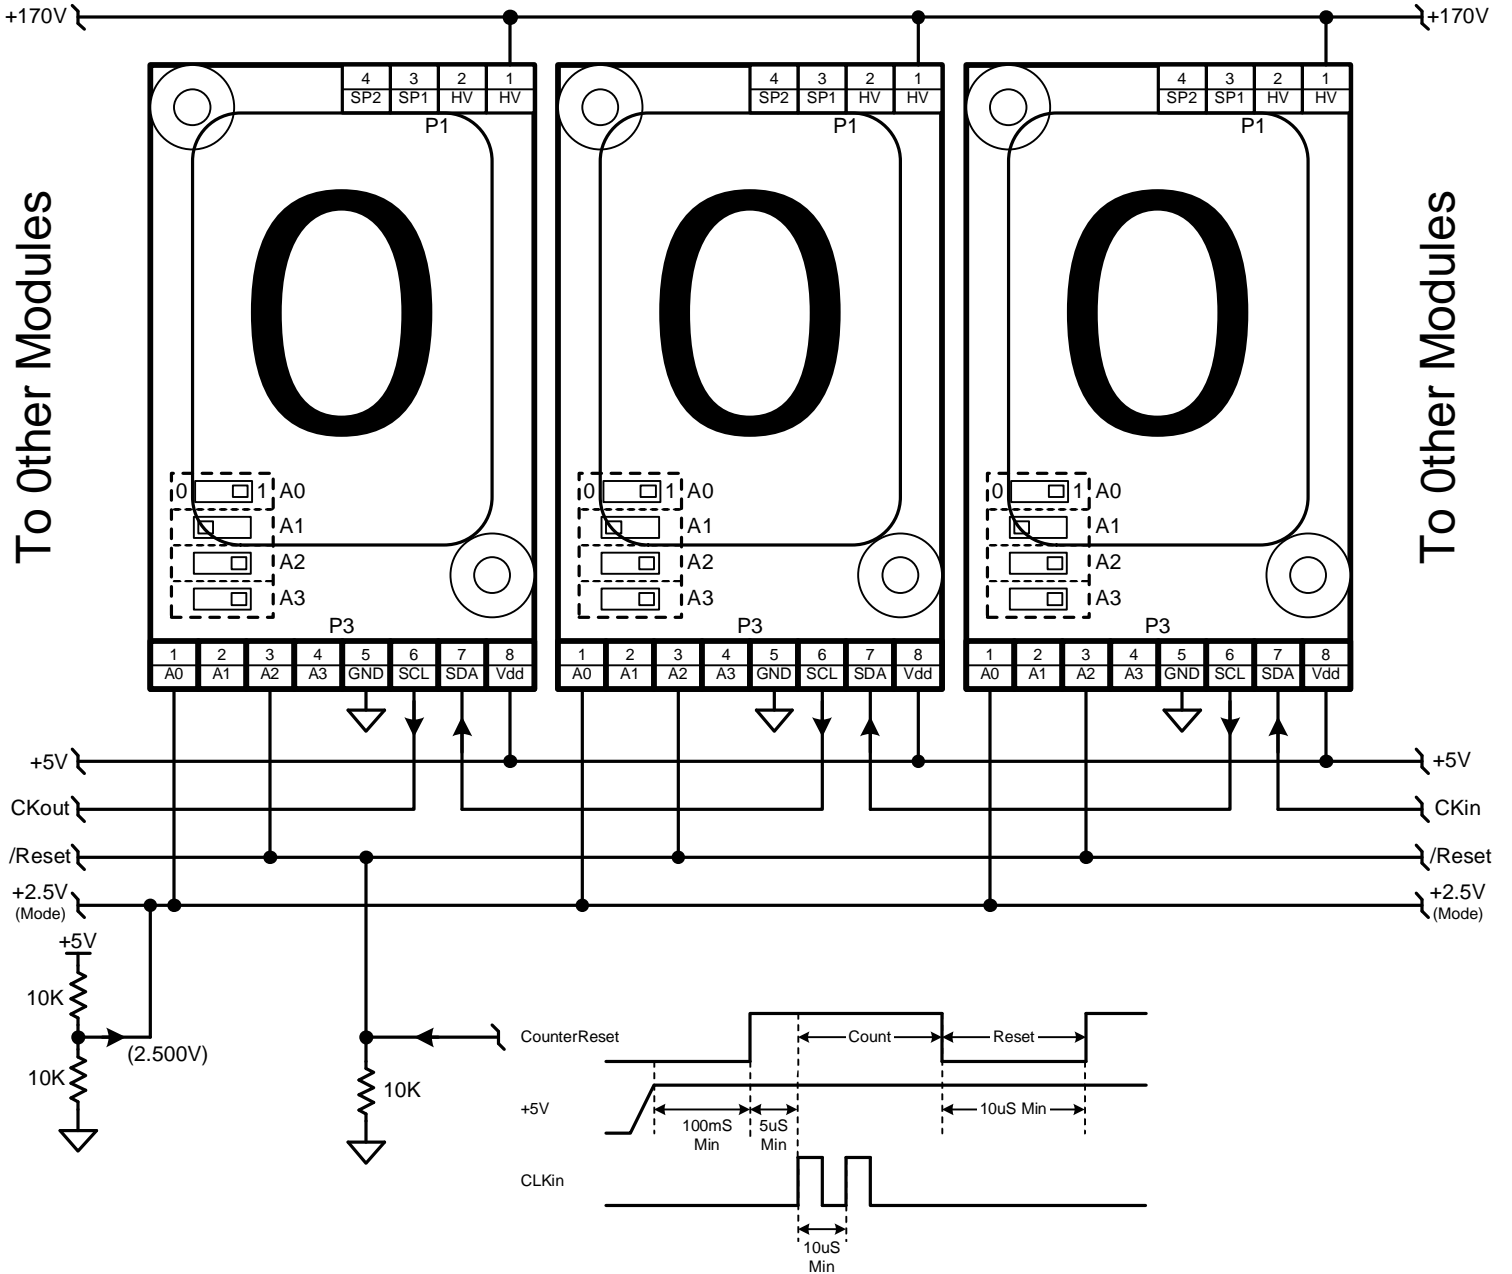 +170V
+170V
4 3 2 1
SP2 SP1 HV HV
P1
4 3 2 1
SP2 SP1 HV HV
P1
4 3 2 1
SP2 SP1 HV HV
P1
To 0ther Modules
0
0
0
To 0ther Modules
0 1 A0
A1
A2
A3
0 1 A0
A1
A2
A3
0 1 A0
A1
A2
A3
P3
1 2 3 4 5 6 7 8
A0 A1 A2 A3 GND SCL SDA Vdd
P3
1 2 3 4 5 6 7 8
A0 A1 A2 A3 GND SCL SDA Vdd
P3
1 2 3 4 5 6 7 8
A0 A1 A2 A3 GND SCL SDA Vdd
+5V
+5V
CKout
CKin
/Reset
/Reset
+2.5V
(Mode)
+2.5V
(Mode)
+5V
10K
(2.500V)
10K
10K
CounterReset
Count
Reset
+5V
100mS
Min
5uS
Min
10uS Min
CLKin
10uS
Min